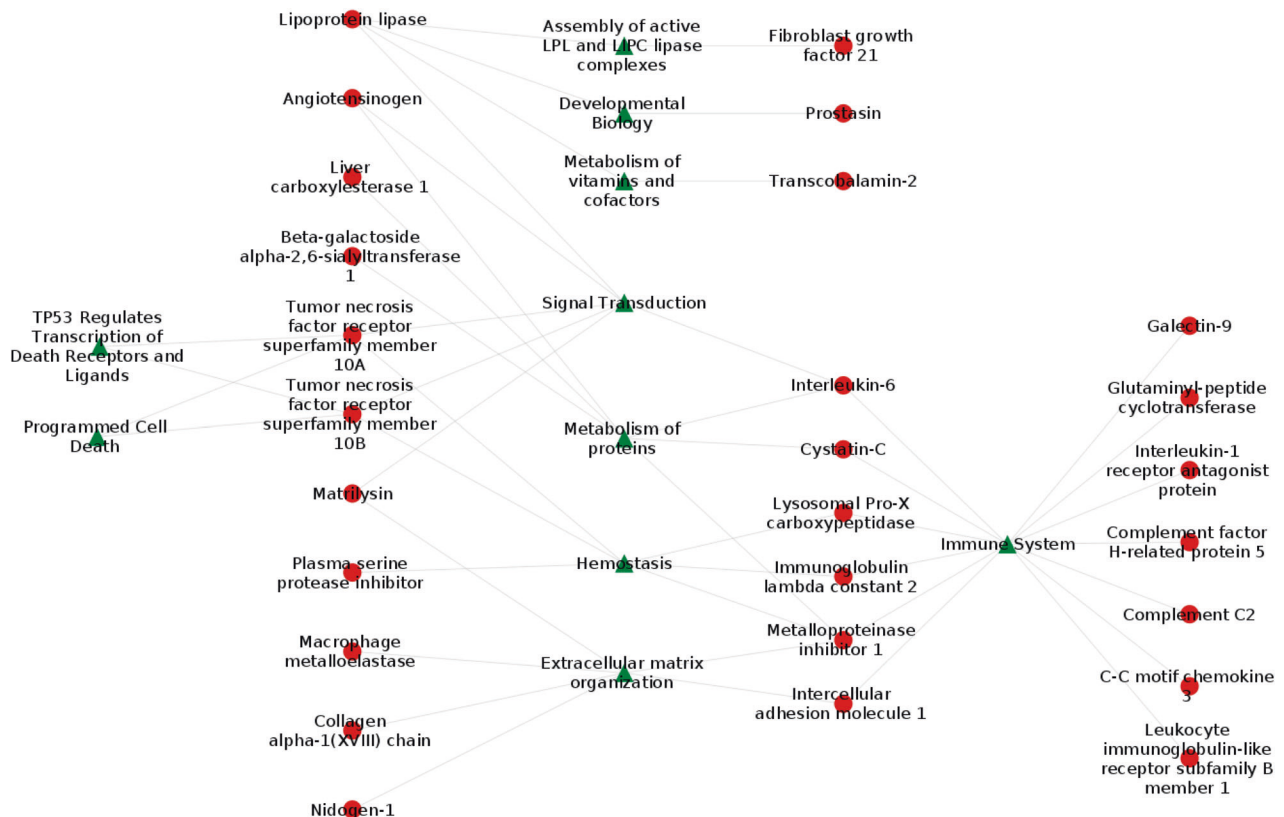 TP53 Regulates
Transcription of
Death Receptors and
Ligands
Programmed Cell
Death
Lipoprotein lipase
Angiotensinogen
Liver
carboxylesterase 1
Beta-galactoside
alpha-2,6-sialyltransferase
1
Tumor necrosis
factor receptor
superfamily member
10A
Tumor necrosis
factor receptor
superfamily member
10B
Matrilysin
Plasma serine
protease inhibitor
Macrophage
metalloelastase
Collagen
alpha-1(XVIII) chain
Nidogen-1
Assembly of active
LPL and LIPC lipase
complexes
Developmental
Biology
Metabolism of
vitamins and
cofactors
Signal Transduction
Metabolism of
proteins
Hemostasis
Extracellular matrix
organization
Fibroblast growth
factor 21
Prostasin
Transcobalamin-2
Interleukin-6
Cystatin-C
Lysosomal Pro-X
carboxypeptidase
Immunoglobulin
lambda constant 2
Metalloproteinase
inhibitor 1
Intercellular
adhesion molecule 1
Immune System
Galectin-9
Glutaminyl-peptide
cyclotransferase
Interleukin-1
receptor antagonist
protein
Complement factor
H-related protein 5
Complement C2
C-C motif chemokine
3
Leukocyte
immunoglobulin-like
receptor subfamily B
member 1